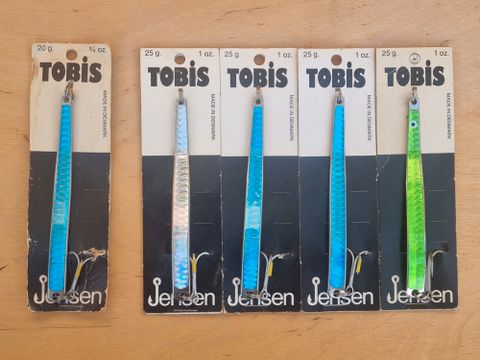 20 g. ¾ oz.
TOBIS
MADE IN DENMARK
Jensen
25 g. 1 oz.
TOBIS
MADE IN DENMARK
Jensen
25 g. 1 oz.
TOBIS
MADE IN DENMARK
Jensen
25 g. 1 oz.
TOBIS
MADE IN DENMARK
Jensen
25 g. 1 oz.
TOBIS
MADE IN DENMARK
Jensen